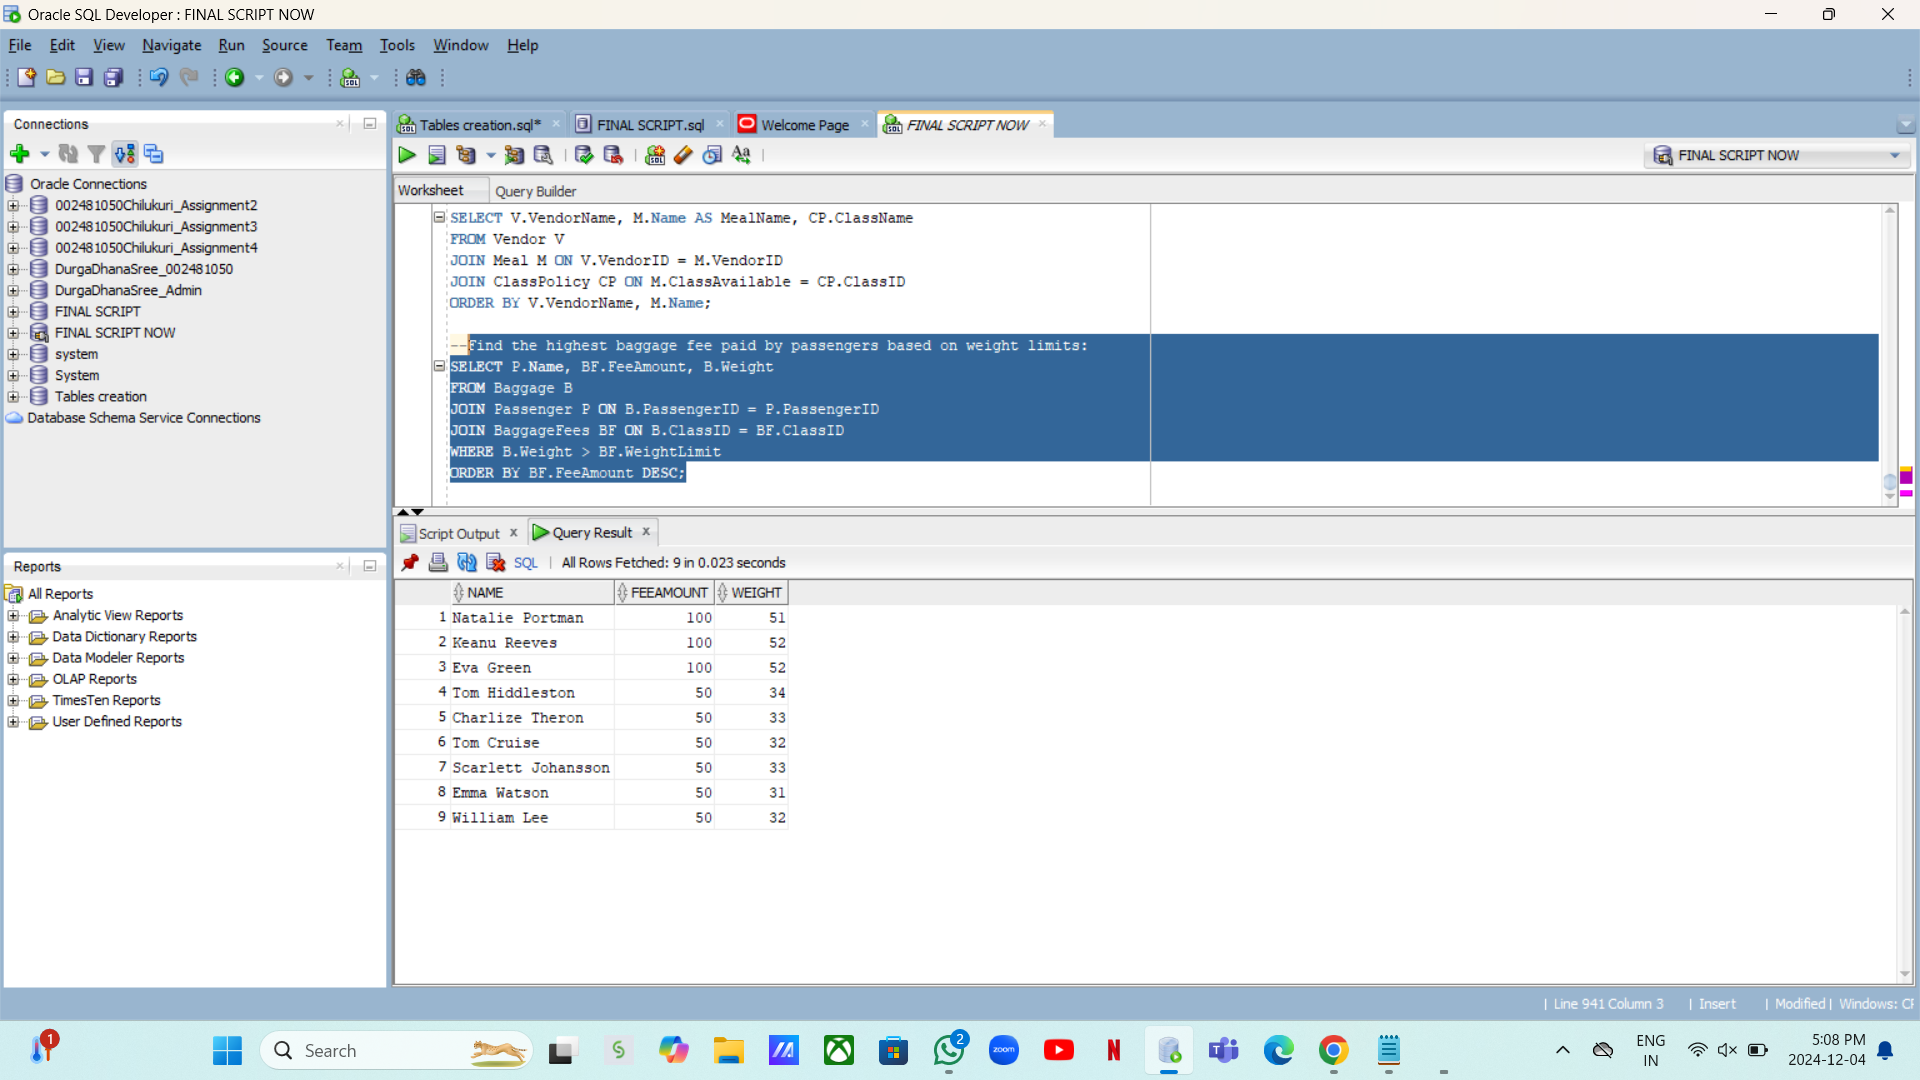 Oracle SQL Developer : FINAL SCRIPT NOW
File Edit View Navigate Run Source Team Tools Window Help
Connections
Oracle Connections
002481050Chilukuri_Assignment2
002481050Chilukuri_Assignment3
002481050Chilukuri_Assignment4
DurgaDhanaSree_002481050
DurgaDhanaSree_Admin
FINAL SCRIPT
FINAL SCRIPT NOW
system
System
Tables creation
Database Schema Service Connections
Reports
All Reports
Analytic View Reports
Data Dictionary Reports
Data Modeler Reports
OLAP Reports
TimesTen Reports
User Defined Reports
Tables creation.sql* FINAL SCRIPT.sql Welcome Page FINAL SCRIPT NOW
FINAL SCRIPT NOW
Worksheet Query Builder
SELECT V.VendorName, M.Name AS MealName, CP.ClassName
FROM Vendor V
JOIN Meal M ON V.VendorID = M.VendorID
JOIN ClassPolicy CP ON M.ClassAvailable = CP.ClassID
ORDER BY V.VendorName, M.Name;
--Find the highest baggage fee paid by passengers based on weight limits:
SELECT P.Name, BF.FeeAmount, B.Weight
FROM Baggage B
JOIN Passenger P ON B.PassengerID = P.PassengerID
JOIN BaggageFees BF ON B.ClassID = BF.ClassID
WHERE B.Weight > BF.WeightLimit
ORDER BY BF.FeeAmount DESC;
Script Output Query Result
SQL All Rows Fetched: 9 in 0.023 seconds
NAME FEEAMOUNT WEIGHT
1 Natalie Portman 100 51
2 Keanu Reeves 100 52
3 Eva Green 100 52
4 Tom Hiddleston 50 34
5 Charlize Theron 50 33
6 Tom Cruise 50 32
7 Scarlett Johansson 50 33
8 Emma Watson 50 31
9 William Lee 50 32
Line 941 Column 3 Insert Modified Windows: CF
1
Search
2
zoom
ENG
IN
5:08 PM
2024-12-04